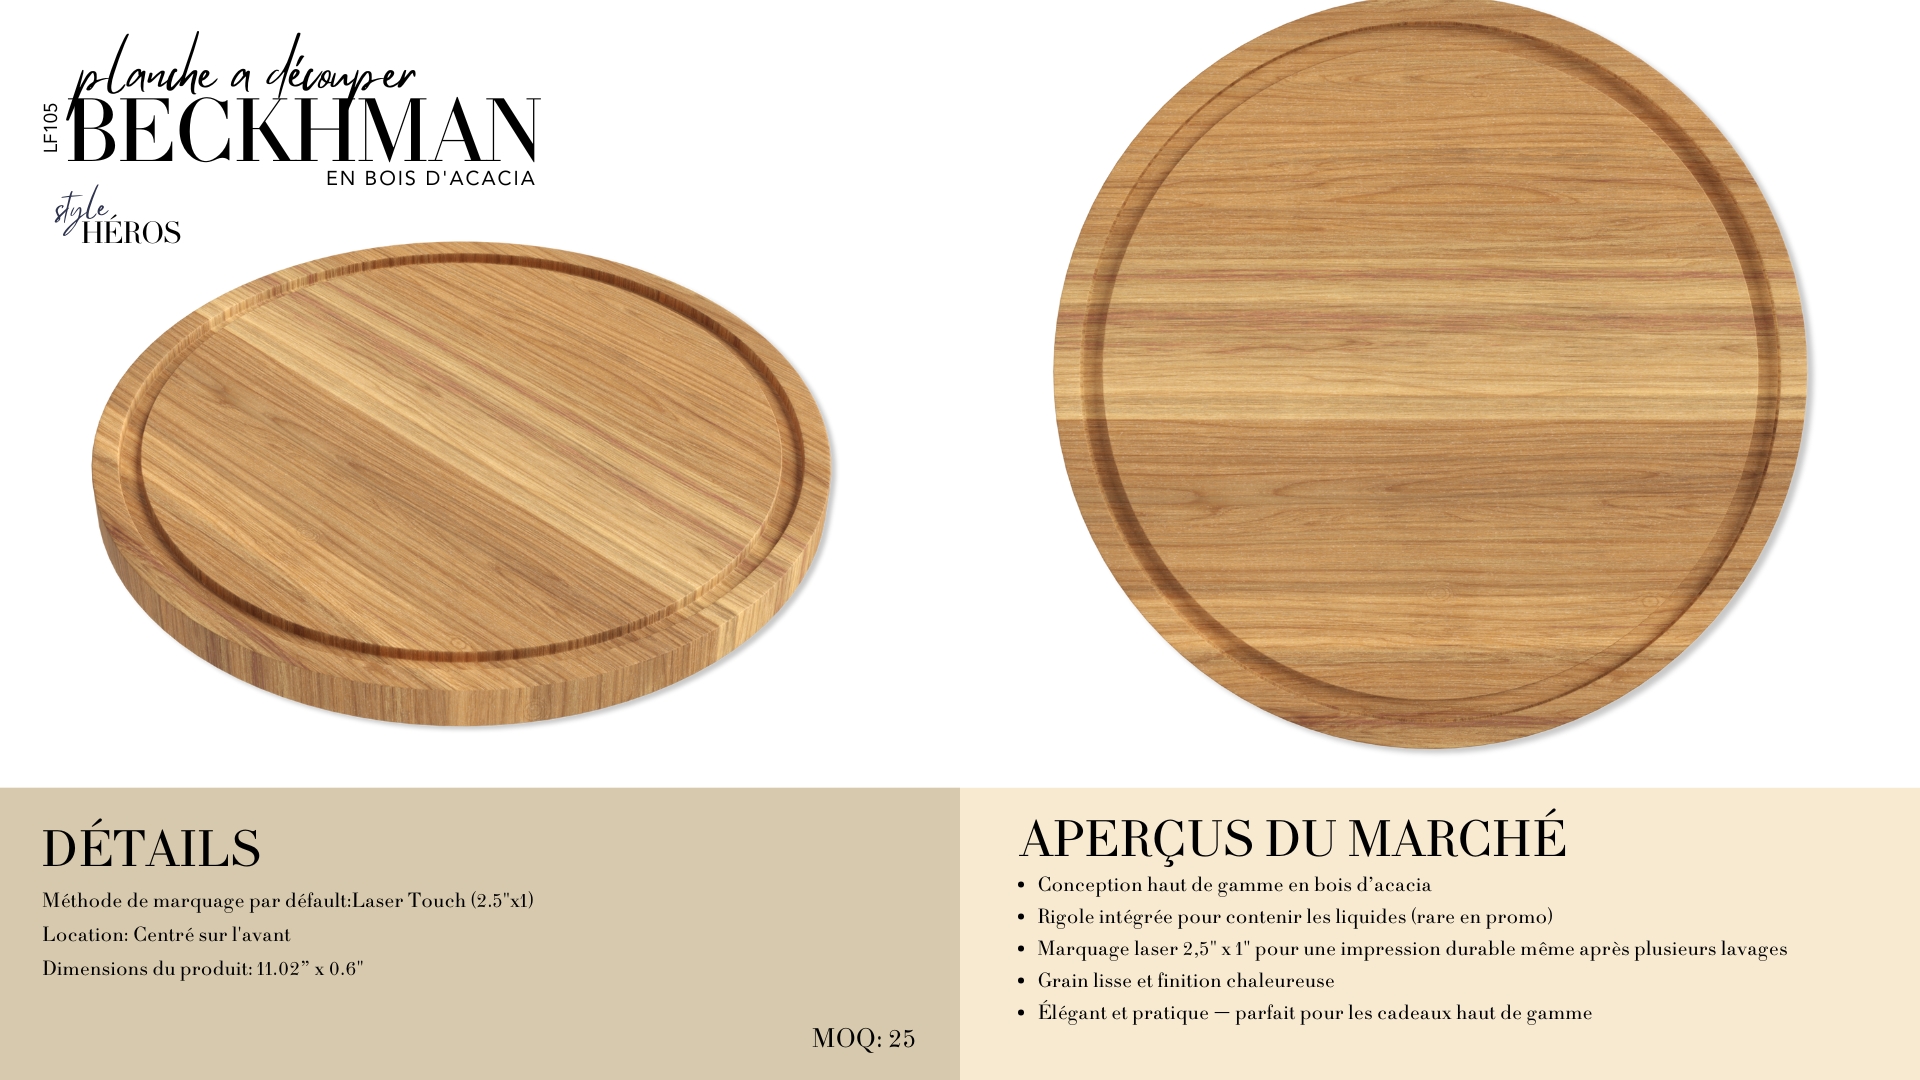 planche a découper
LF105
BECKHMAN
EN BOIS D'ACACIA
style
HÉROS
DÉTAILS
Méthode de marquage par défault:Laser Touch (2.5"x1)
Location: Centré sur l'avant
Dimensions du produit: 11.02” x 0.6"
MOQ: 25
APERÇUS DU MARCHÉ
• Conception haut de gamme en bois d’acacia
• Rigole intégrée pour contenir les liquides (rare en promo)
• Marquage laser 2,5" x 1" pour une impression durable même après plusieurs lavages
• Grain lisse et finition chaleureuse
• Élégant et pratique — parfait pour les cadeaux haut de gamme